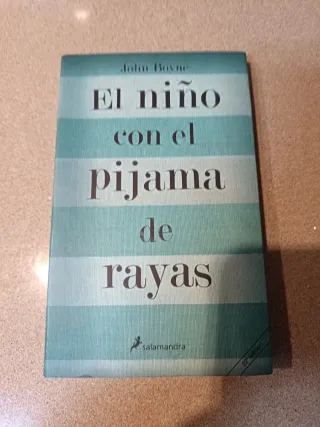 John Boyne
El niño
con el
pijama
de
rayas
salamandra